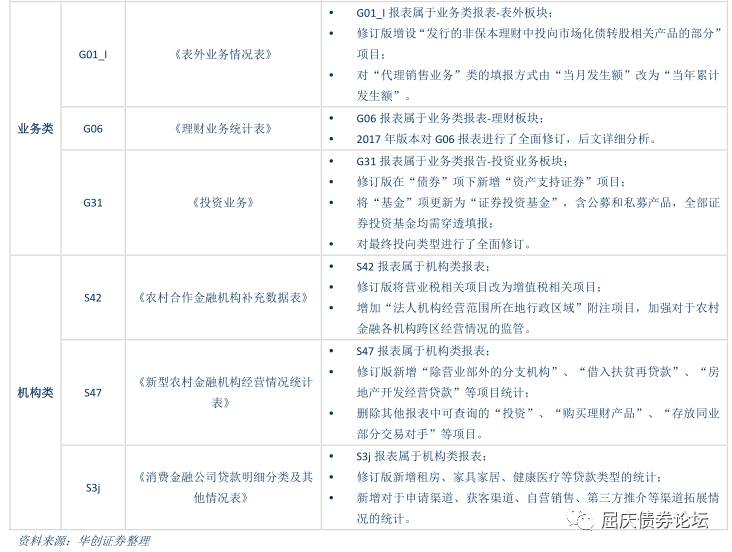 G01_I 报表属于业务类报表-表外板块；
修订版增设“发行的非保本理财中投向市场化债转股相关产品的部分”
项目；
G01_I
《表外业务情况表》
对“代理销售业务”类的填报方式由“当月发生额”改为“当年累计
发生额”。
业务类
G06
《理财业务统计表》
G06 报表属于业务类报表-理财板块；
2017 年版本对 G06 报表进行了全面修订，后文详细分析。
G31
《投资业务》
G31 报表属于业务类报告-投资业务板块；
修订版在“债券”项下新增“资产支持证券”项目；
将“基金”项更新为“证券投资基金”，含公募和私募产品，全部证
券投资基金均需穿透填报；
对最终投向类型进行了全面修订。
机构类
S42
《农村合作金融机构补充数据表》
S42 报表属于机构类报表；
修订版将营业税相关项目改为增值税相关项目；
增加“法人机构经营范围所在地行政区域”附注项目，加强对于农村
金融各机构跨区经营情况的监管。
S47
《新型农村金融机构经营情况统计
表》
S47 报表属于机构类报表；
修订版新增“除营业部外的分支机构”、“借入扶贫再贷款”、“房
地产开发经营贷款”等项目统计；
删除其他报表中可查询的“投资”、“购买理财产品”、“存放同业
部分交易对手”等项目。
S3j
《消费金融公司贷款明细分类及其
他情况表》
S3j 报表属于机构类报表；
修订版新增租房、家具家居、健康医疗等贷款类型的统计；
新增对于申请渠道、获客渠道、自营销售、第三方推介等渠道拓展情
况的统计。
屈庆债券论坛
资料来源：华创证券整理